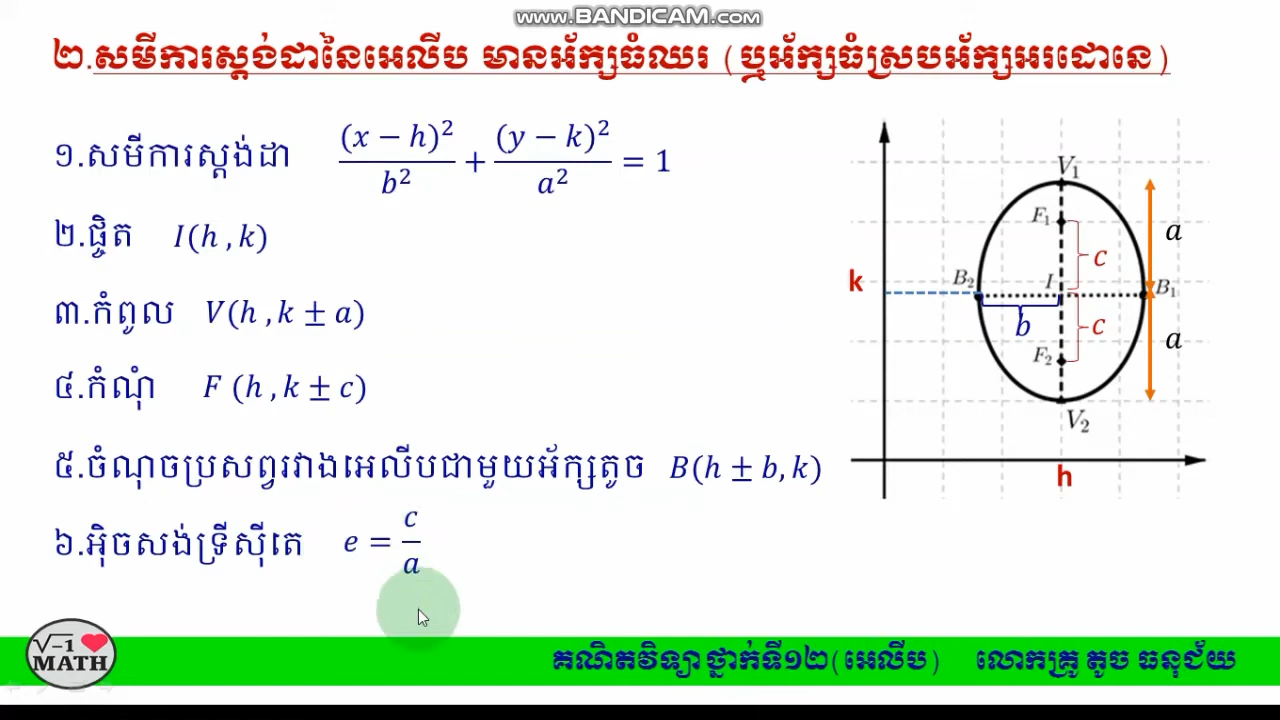 www.BANDICAM.com
២.សមីការស្តង់ដានៃអេលីប មានអ័ក្សធំឈរ (ឬអ័ក្សធំស្របអ័ក្សអរដោនេ)
១.សមីការស្តង់ដា (x − h)²/b² + (y − k)²/a² = 1
២.ផ្ចិត I(h , k)
៣.កំពូល V(h , k ± a)
៤.កំណុំ F (h , k ± c)
៥.ចំណុចប្រសព្វរវាងអេលីបជាមួយអ័ក្សតូច B(h ± b, k)
៦.អ៊ិចសង់ទ្រីស៊ីតេ e = c/a
V₁
F₁
a
c
k
B₂
I
B₁
b
c
a
F₂
V₂
h
√−1
MATH
គណិតវិទ្យា ថ្នាក់ទី១២(អេលីប) លោកគ្រូ តូច ធនុជ័យ